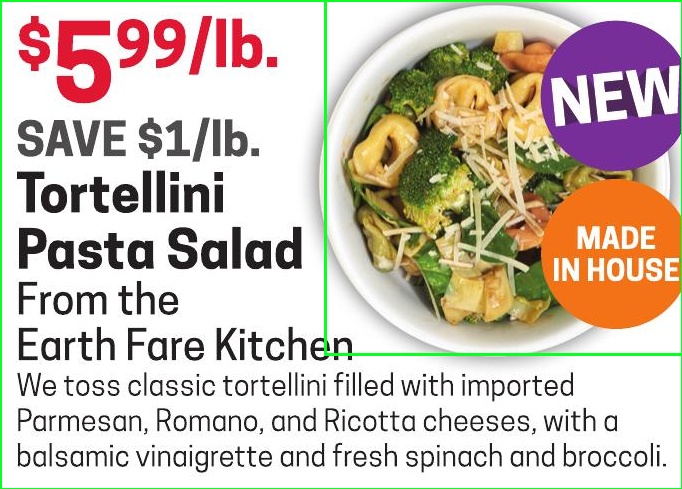 $5.99/lb.
SAVE $1/lb.
Tortellini
Pasta Salad
From the
Earth Fare Kitchen
We toss classic tortellini filled with imported
Parmesan, Romano, and Ricotta cheeses, with a
balsamic vinaigrette and fresh spinach and broccoli.
NEW
MADE
IN HOUSE